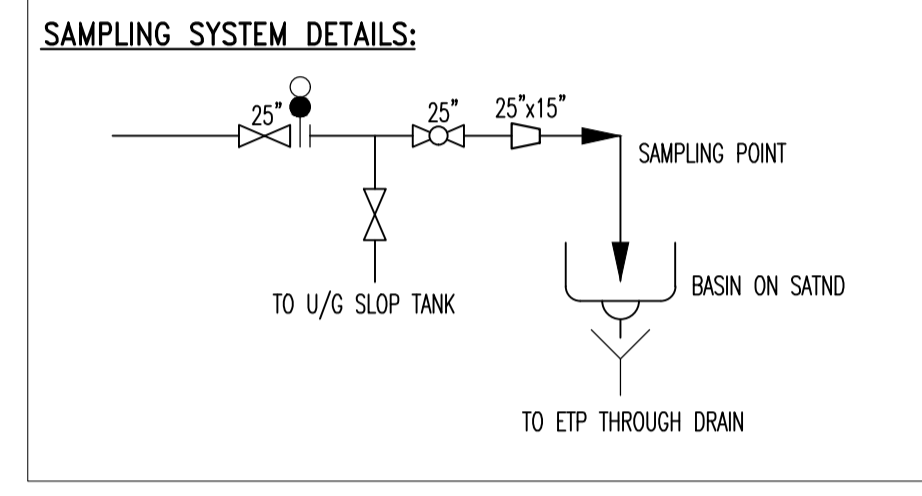 SAMPLING SYSTEM DETAILS:
25”
25”
25”x15”
SAMPLING POINT
BASIN ON SATND
TO U/G SLOP TANK
TO ETP THROUGH DRAIN